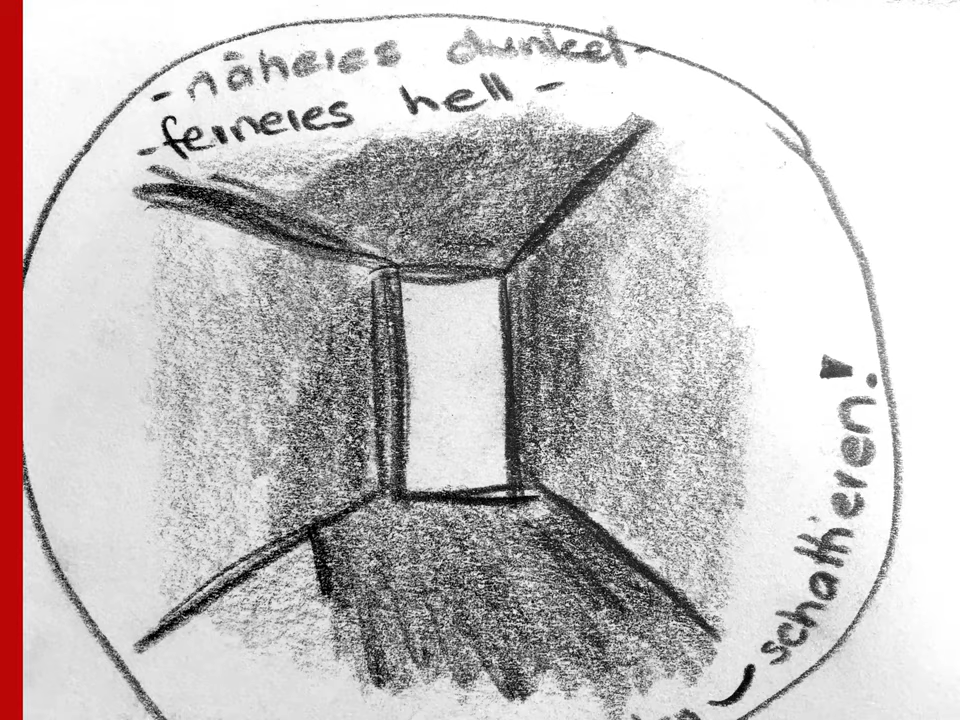 - näheres dunkel -
- ferneres hell -
- schattieren!